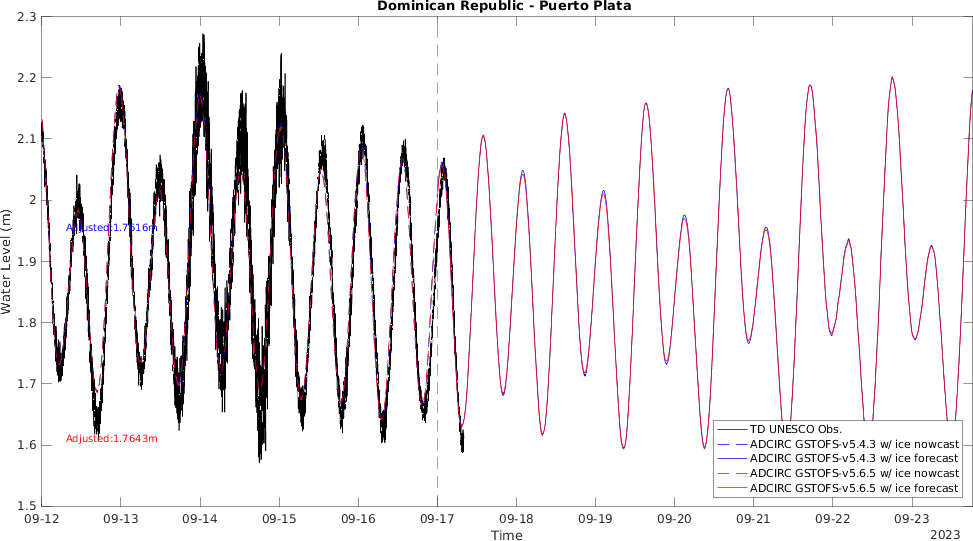 Dominican Republic - Puerto Plata
Water Level (m)
2.3
2.2
2.1
2
1.9
1.8
1.7
1.6
1.5
Adjusted:1.7616m
Adjusted:1.7643m
TD UNESCO Obs.
ADCIRC GSTOFS-v5.4.3 w/ ice nowcast
ADCIRC GSTOFS-v5.4.3 w/ ice forecast
ADCIRC GSTOFS-v5.6.5 w/ ice nowcast
ADCIRC GSTOFS-v5.6.5 w/ ice forecast
09-12 09-13 09-14 09-15 09-16 09-17 09-18 09-19 09-20 09-21 09-22 09-23
Time
2023